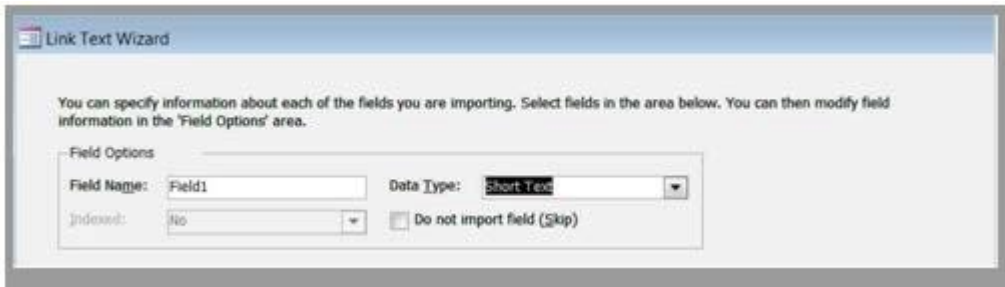 Link Text Wizard
You can specify information about each of the fields you are importing. Select fields in the area below. You can then modify field
information in the 'Field Options' area.
Field Options
Field Name: Field1 Data Type: Short Text
Indexed: No Do not import field (Skip)